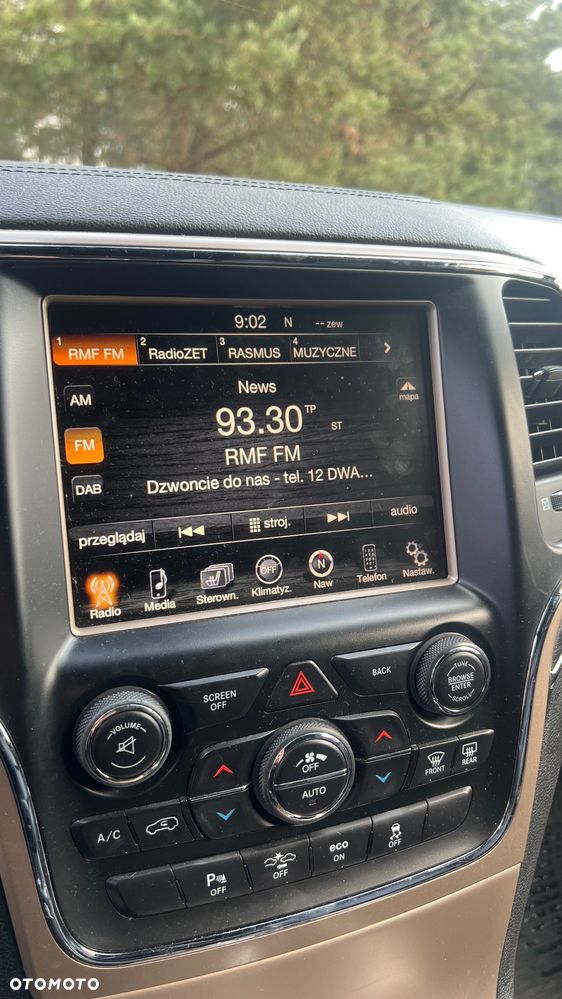 9:02 N -- zew
1 RMF FM 2 RadioZET 3 RASMUS 4 MUZYCZNE
News
AM
mapa
93.30 TP
ST
FM
RMF FM
DAB
Dzwoncie do nas - tel. 12 DWA...
przeglądaj stroj. audio
OFF N
Radio Media Sterown. Klimatyz. Naw Telefon Nastaw.
SCREEN OFF
BACK
TUNE
BROWSE
ENTER
SCROLL
VOLUME
OFF
AUTO
FRONT
REAR
A/C
P OFF
OFF
eco ON
OFF
OTOMOTO